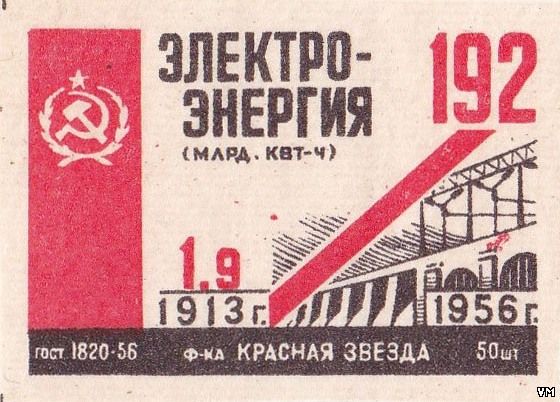 ЭЛЕКТРО-
ЭНЕРГИЯ
(МЛРД. КВТ-Ч)
192
1.9
1913 г.
1956 г.
ГОСТ 1820-56 Ф-КА КРАСНАЯ ЗВЕЗДА 50 ШТ
VM